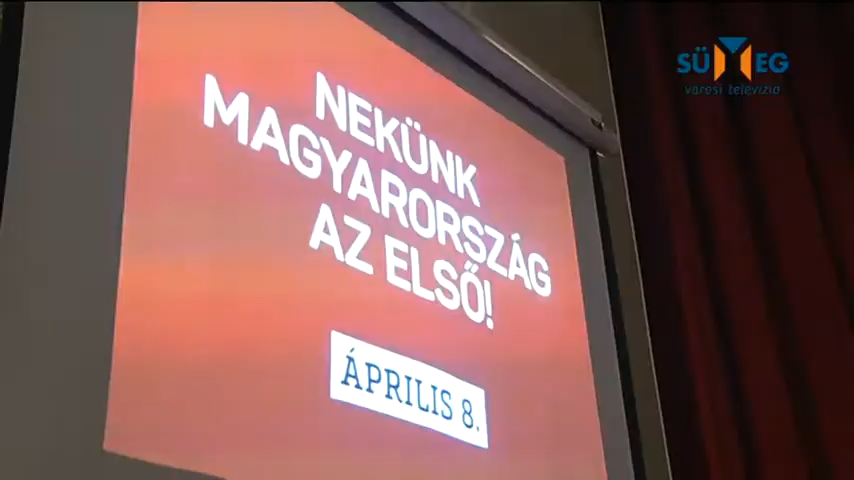 NEKÜNK
MAGYARORSZÁG
AZ ELSŐ!
ÁPRILIS 8.
SÜMEG
városi televízió